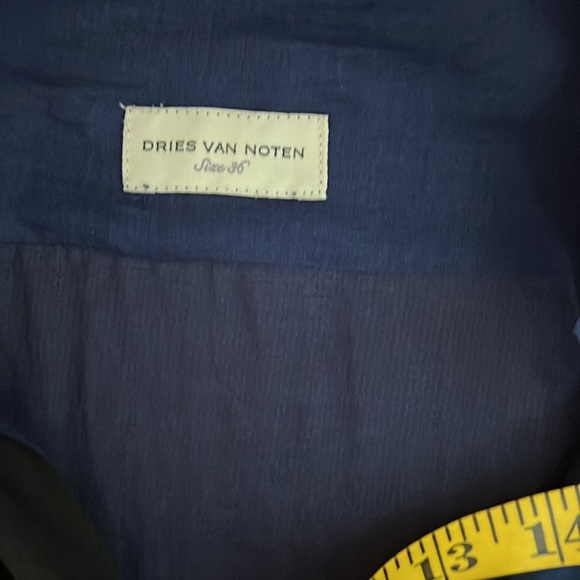 DRIES VAN NOTEN
Size 36
13
14